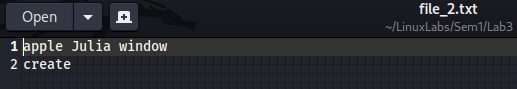 Open file_2.txt
~/LinuxLabs/Sem1/Lab3
1 apple Julia window
2 create